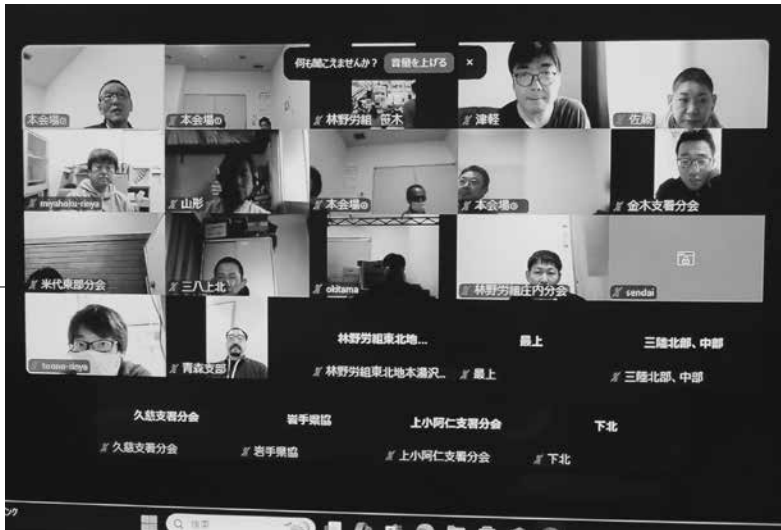 何も聞こえませんか?
音量を上げる
×
本会場
本会場
林野労組 笹木
津軽
佐藤
miyahoku-rinya
山形
本会場
本会場
金木支署分会
米代東部分会
三八上北
okitama
林野労組庄内分会
sendai
青森支部
林野労組東北地...
林野労組東北地本湯沢..
最上
最上
三陸北部、中部
三陸北部、中部
久慈支署分会
久慈支署分会
岩手県協
岩手県協
上小阿仁支署分会
上小阿仁支署分会
下北
下北
検索